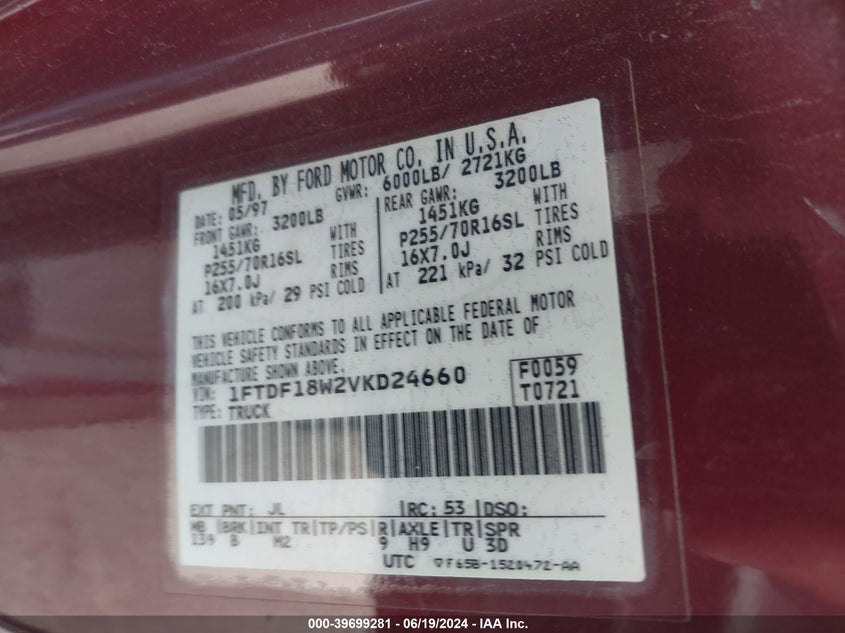 MFD. BY FORD MOTOR CO. IN U.S.A.
DATE: 05/97 GVWR: 6000LB/ 2721KG
FRONT GAWR: 3200LB REAR GAWR: 3200LB
1451KG WITH 1451KG WITH
P255/70R16SL TIRES P255/70R16SL TIRES
16X7.0J RIMS 16X7.0J RIMS
AT 200 kPa/ 29 PSI COLD AT 221 kPa/ 32 PSI COLD
THIS VEHICLE CONFORMS TO ALL APPLICABLE FEDERAL MOTOR
VEHICLE SAFETY STANDARDS IN EFFECT ON THE DATE OF
MANUFACTURE SHOWN ABOVE.
VIN: 1FTDF18W2VKD24660 F0059
TYPE: TRUCK T0721
EXT PNT: JL |RC: 53 |DSO:
WB |BRK|INT TR|TP/PS|R|AXLE|TR|SPR
139 B M2 9 H9 U 3D
UTC ▽F65B-1520472-AA
000-39699281 - 06/19/2024 - IAA Inc.